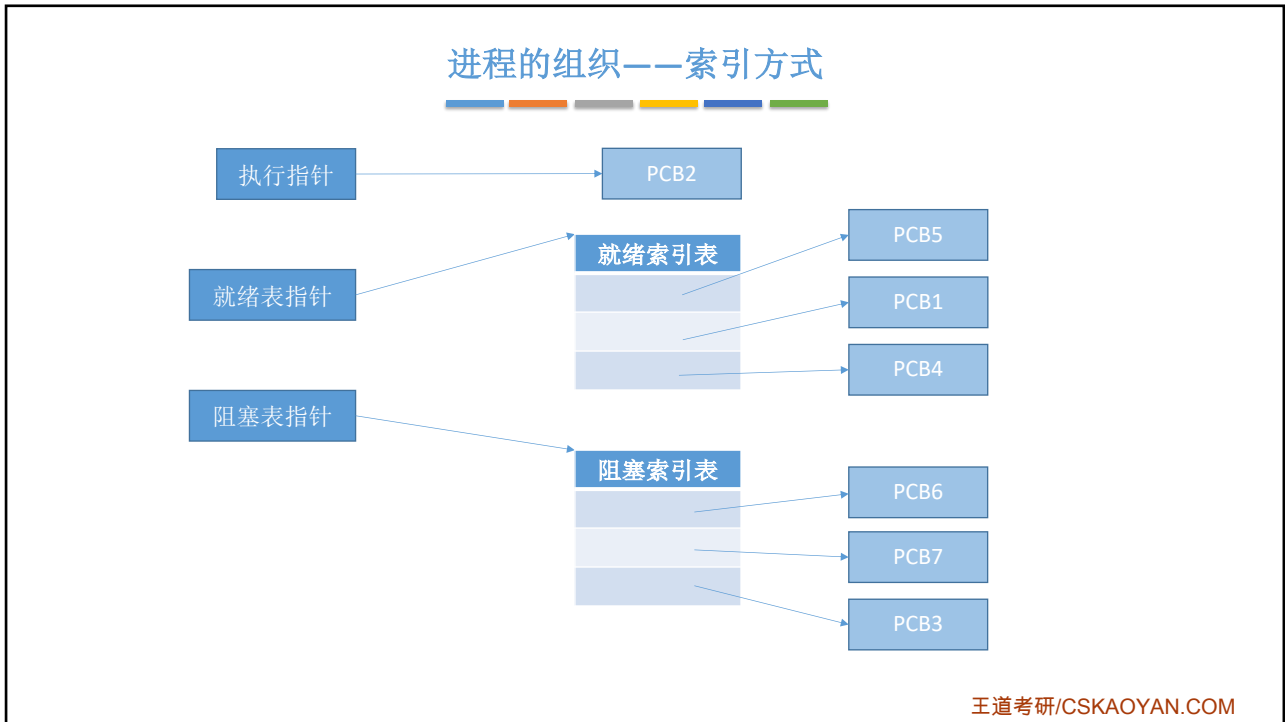 进程的组织——索引方式
执行指针
PCB2
就绪表指针
就绪索引表
PCB5
PCB1
PCB4
阻塞表指针
阻塞索引表
PCB6
PCB7
PCB3
王道考研/CSKAOYAN.COM